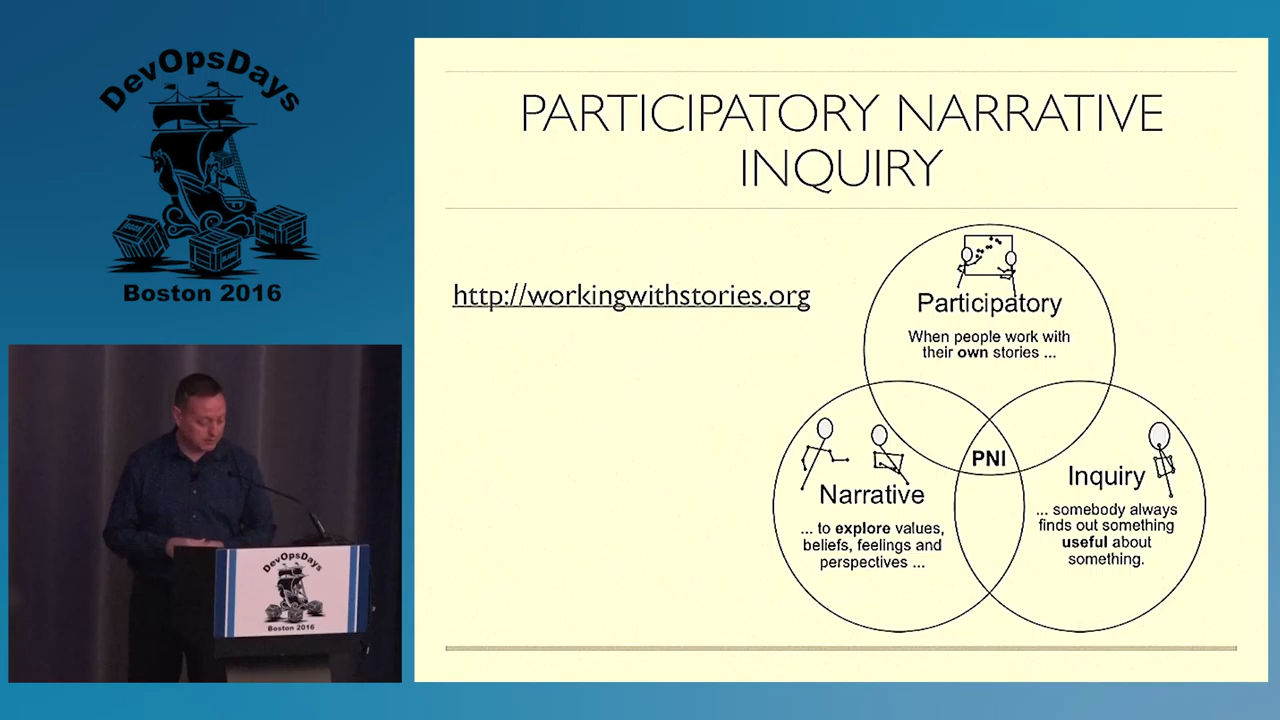 DevOpsDays
Boston 2016
PARTICIPATORY NARRATIVE
INQUIRY
http://workingwithstories.org
Participatory
When people work with
their own stories ...
PNI
Narrative
... to explore values,
beliefs, feelings and
perspectives ...
Inquiry
... somebody always
finds out something
useful about
something.
DevOpsDays
Boston 2016